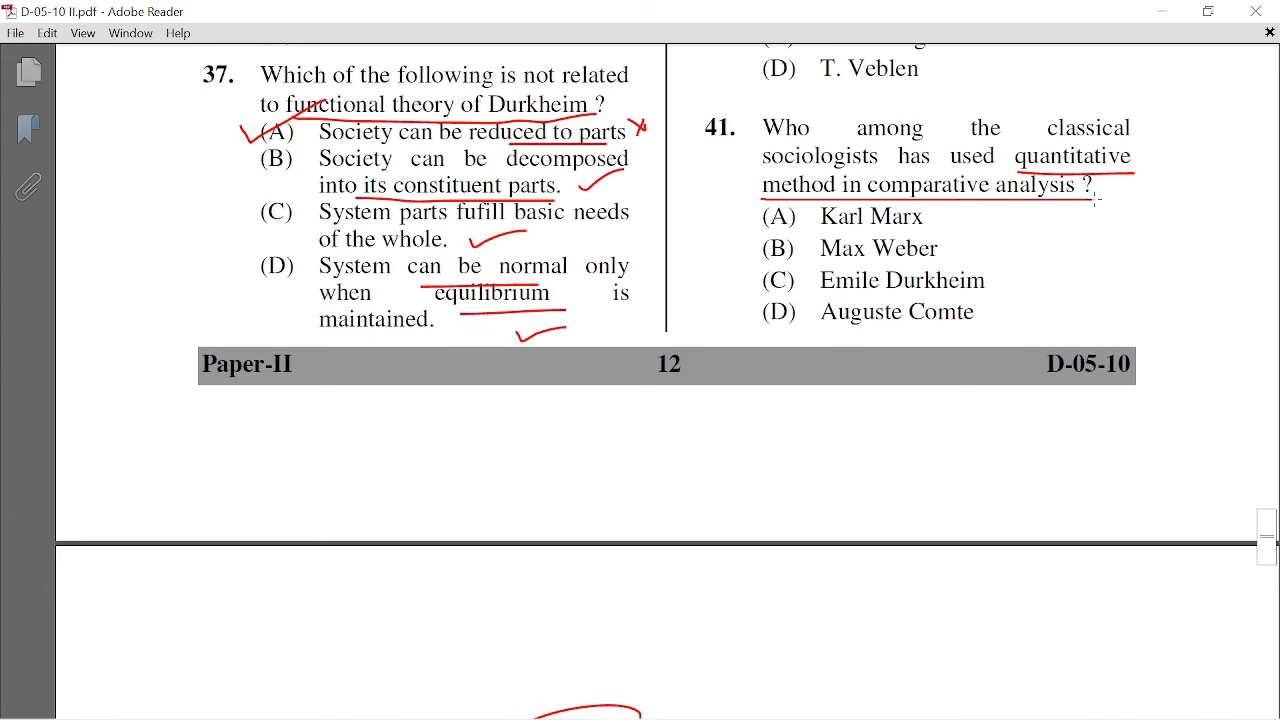 D-05-10 II.pdf - Adobe Reader
File Edit View Window Help
37. Which of the following is not related
to functional theory of Durkheim ?
(A) Society can be reduced to parts
(B) Society can be decomposed
into its constituent parts.
(C) System parts fufill basic needs
of the whole.
(D) System can be normal only
when equilibrium is
maintained.
(D) T. Veblen
41. Who among the classical
sociologists has used quantitative
method in comparative analysis ?
(A) Karl Marx
(B) Max Weber
(C) Emile Durkheim
(D) Auguste Comte
Paper-II 12 D-05-10